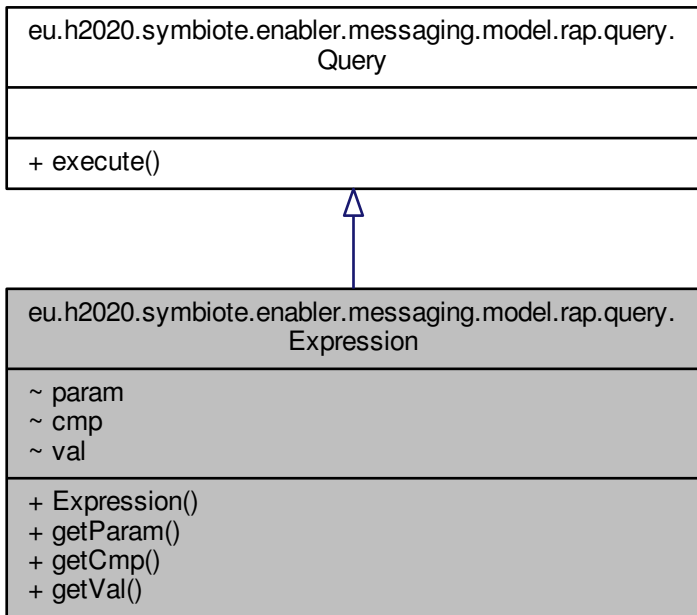 eu.h2020.symbiote.enabler.messaging.model.rap.query.
Query
+ execute()
eu.h2020.symbiote.enabler.messaging.model.rap.query.
Expression
~ param
~ cmp
~ val
+ Expression()
+ getParam()
+ getCmp()
+ getVal()